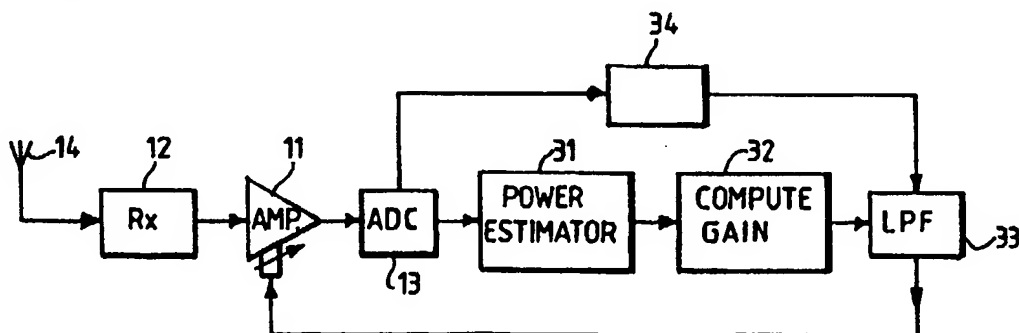 34
14
12
11
31
32
Rx
AMP.
ADC
POWER
ESTIMATOR
COMPUTE
GAIN
LPF
13
33